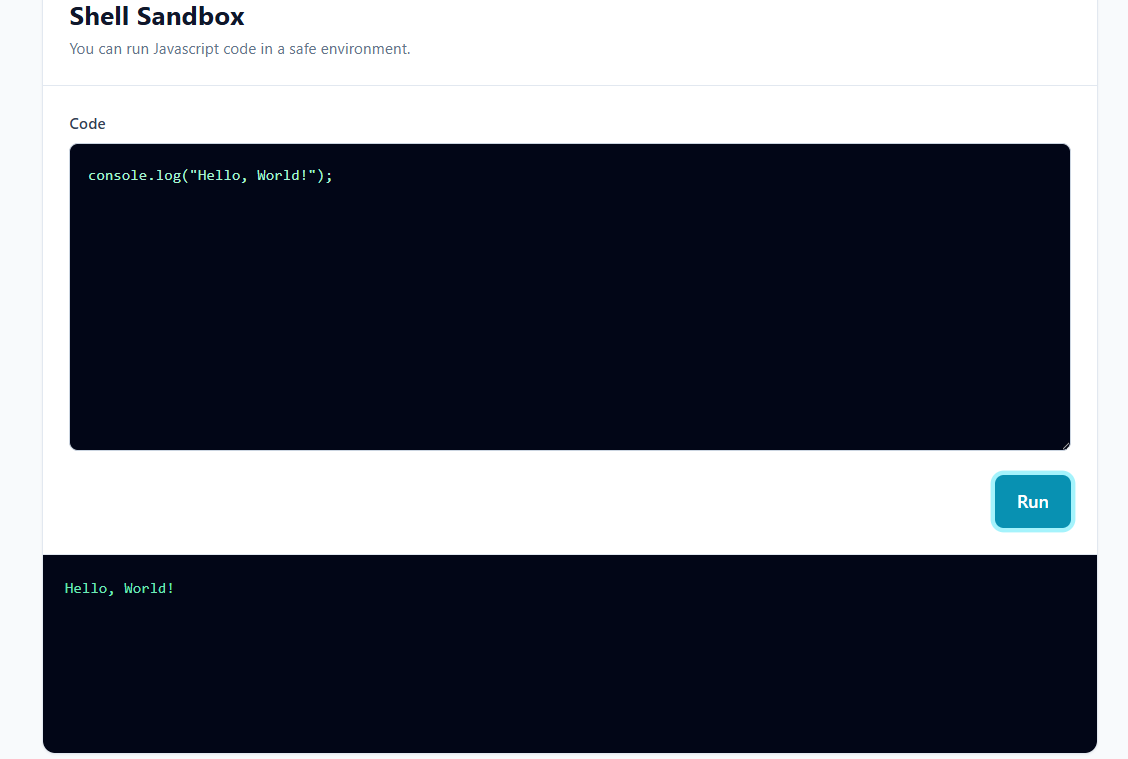 Shell Sandbox
You can run Javascript code in a safe environment.
Code
console.log("Hello, World!");
Run
Hello, World!